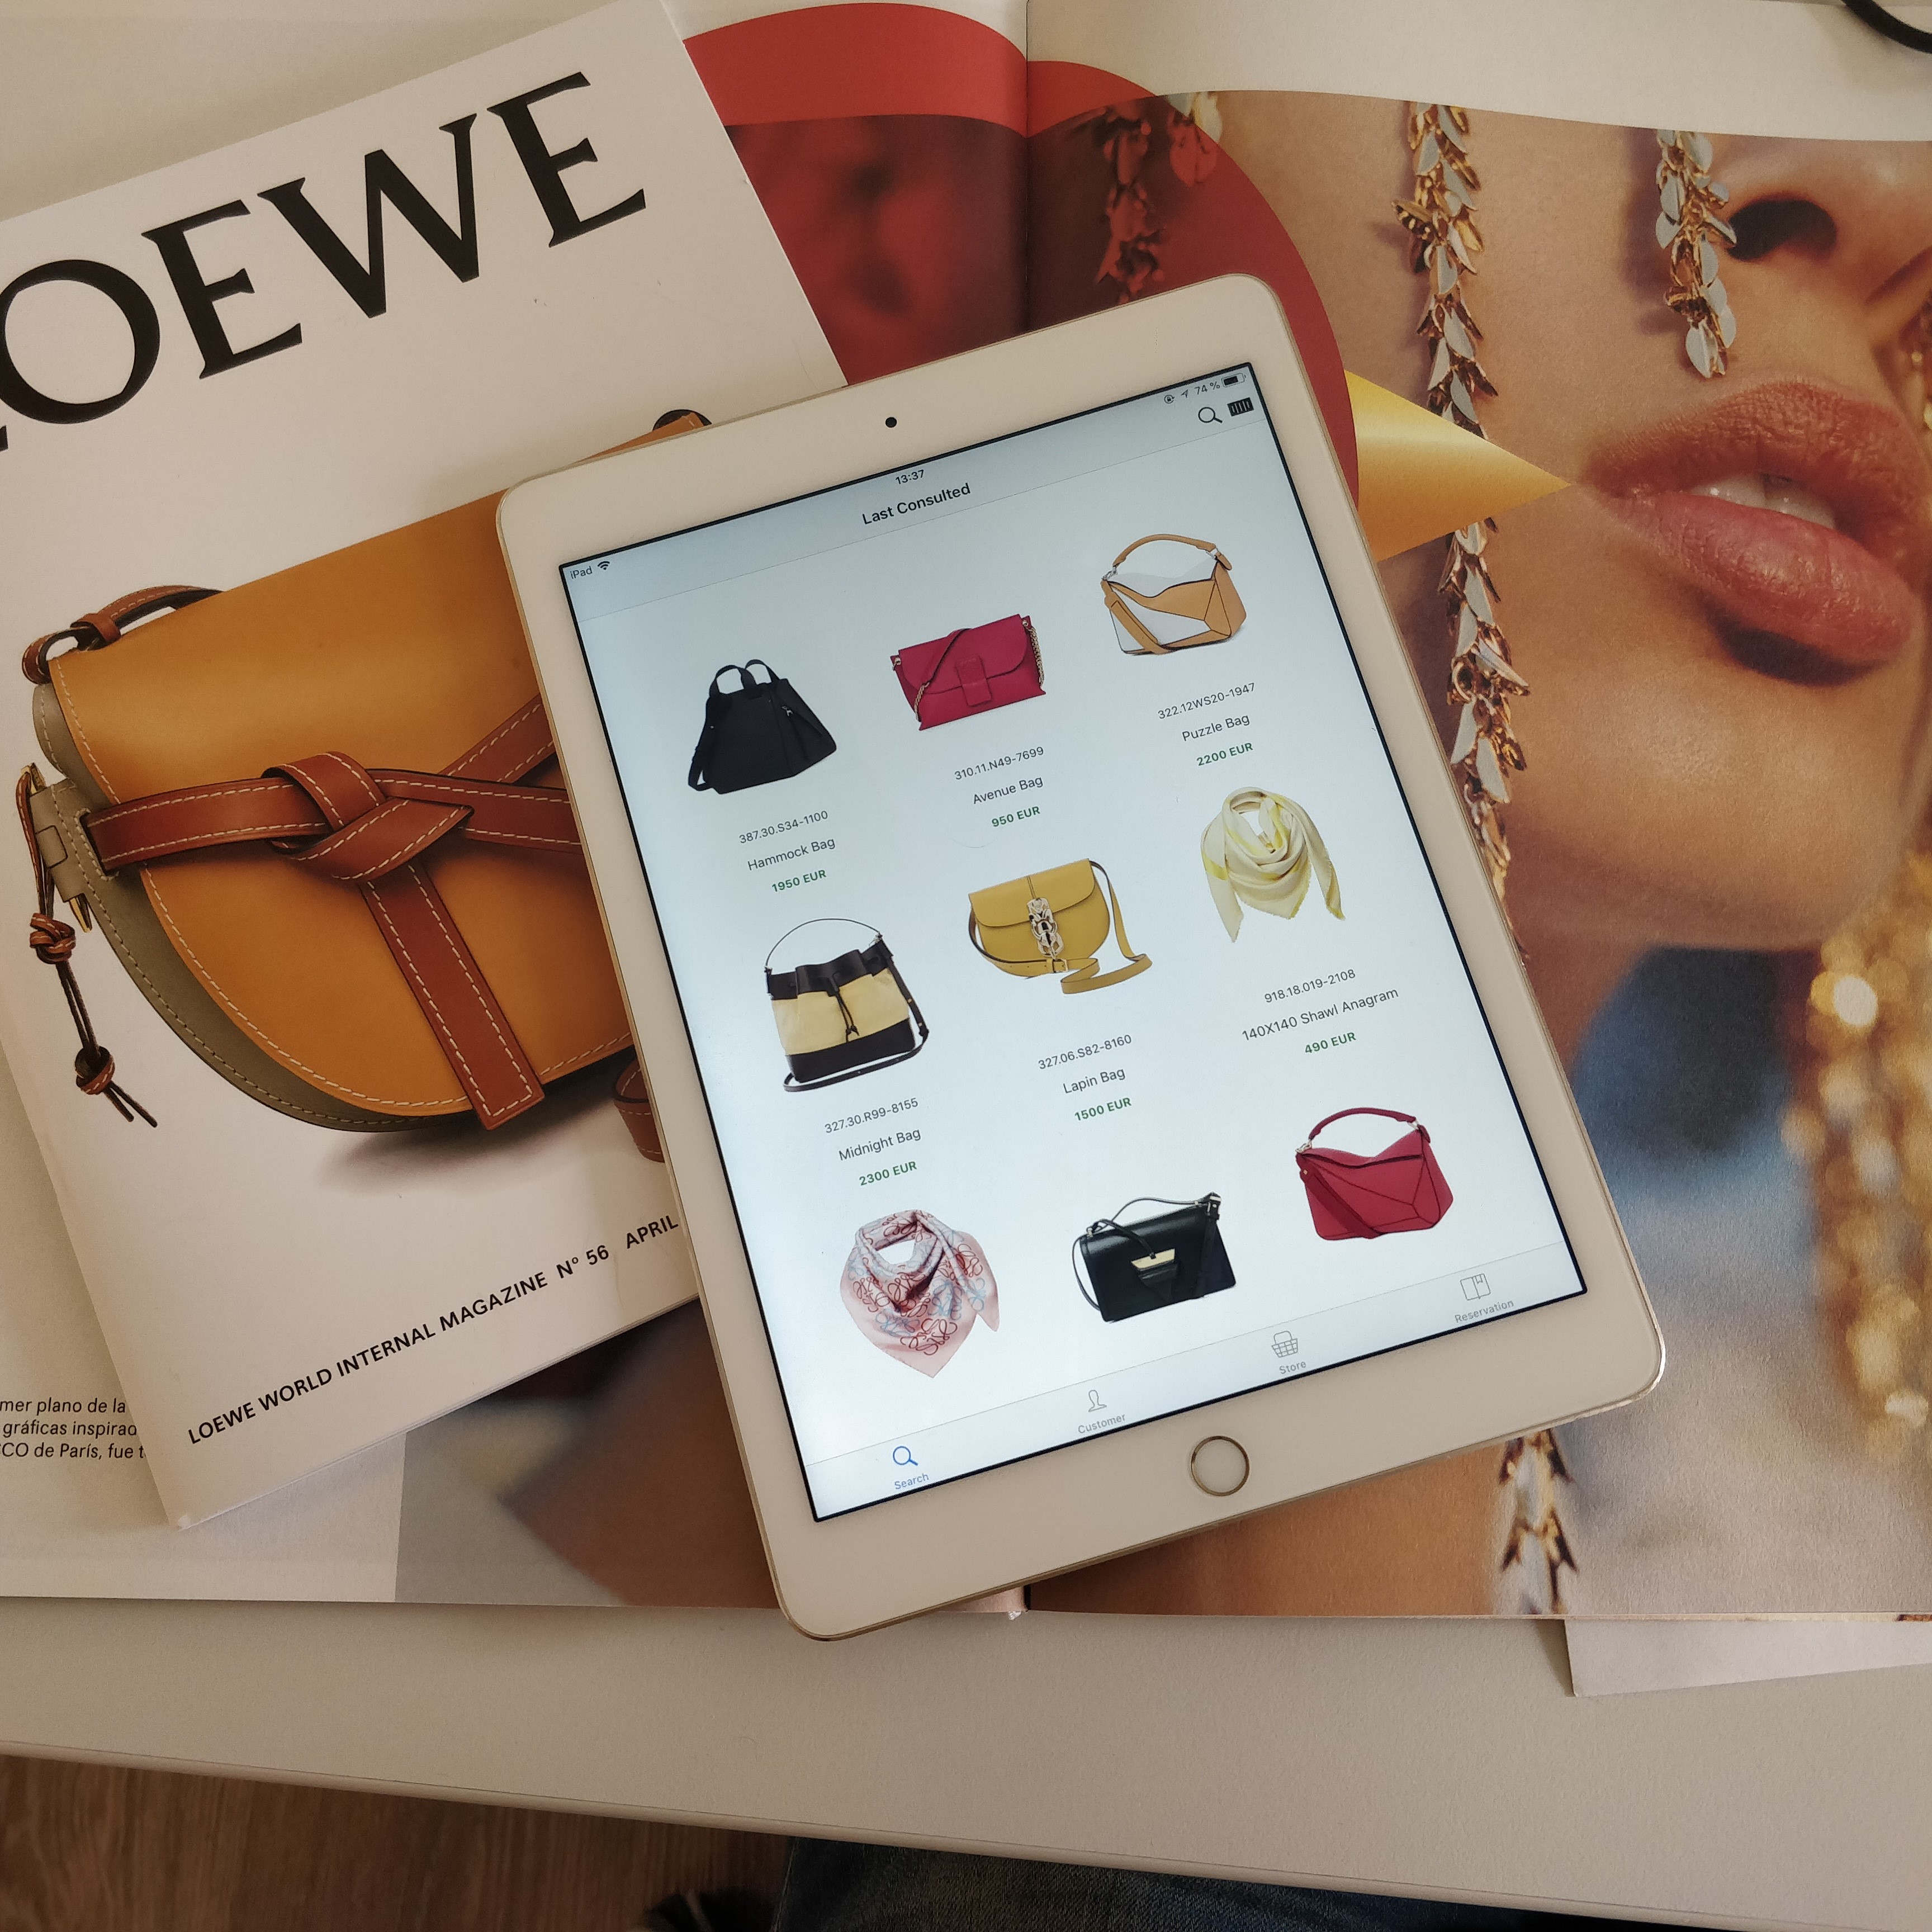 LOEWE
LOEWE WORLD INTERNAL MAGAZINE Nº 56 APRIL
mer plano de la
gráficas inspirad
CO de París, fue t
iPad
13:37
74 %
Last Consulted
387.30.S34-1100
Hammock Bag
1950 EUR
310.11.N49-7699
Avenue Bag
950 EUR
322.12WS20-1947
Puzzle Bag
2200 EUR
327.30.R99-8155
Midnight Bag
2300 EUR
327.06.S82-8160
Lapin Bag
1500 EUR
918.18.019-2108
140X140 Shawl Anagram
490 EUR
Search
Customer
Store
Reservation